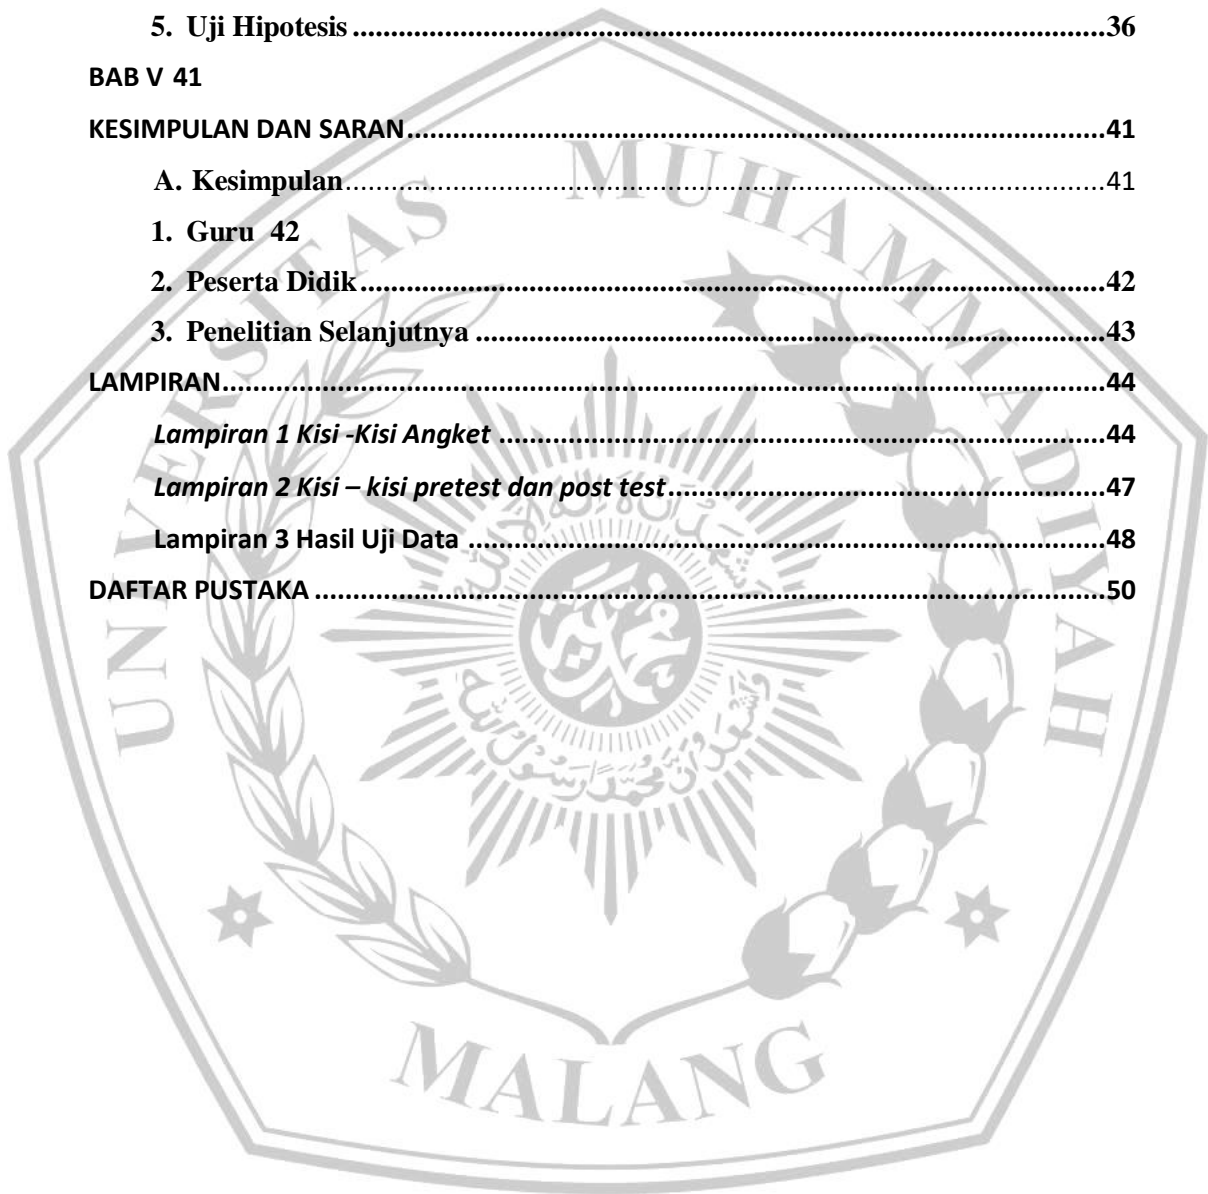 5. Uji Hipotesis ........................................................................................................ 36
BAB V 41
KESIMPULAN DAN SARAN ........................................................................................................ 41
A. Kesimpulan ........................................................................................................ 41
1. Guru 42
2. Peserta Didik ........................................................................................................ 42
3. Penelitian Selanjutnya ........................................................................................................ 43
LAMPIRAN ........................................................................................................ 44
Lampiran 1 Kisi -Kisi Angket ........................................................................................................ 44
Lampiran 2 Kisi – kisi pretest dan post test ........................................................................................................ 47
Lampiran 3 Hasil Uji Data ........................................................................................................ 48
DAFTAR PUSTAKA ........................................................................................................ 50
UNIVERSITAS MUHAMMADIYAH
MALANG